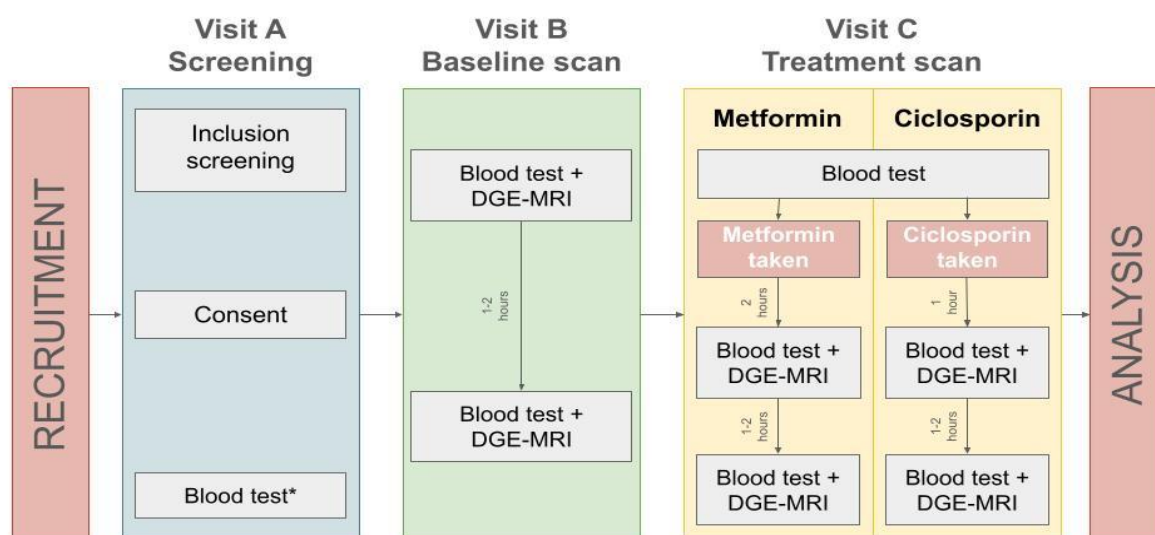 RECRUITMENT
Visit A
Screening
Inclusion
screening
Consent
Blood test*
Visit B
Baseline scan
Blood test +
DGE-MRI
1-2
hours
Blood test +
DGE-MRI
Visit C
Treatment scan
Metformin
Ciclosporin
Blood test
Metformin
taken
Ciclosporin
taken
2
hours
1
hour
Blood test +
DGE-MRI
Blood test +
DGE-MRI
1-2
hours
1-2
hours
Blood test +
DGE-MRI
Blood test +
DGE-MRI
ANALYSIS